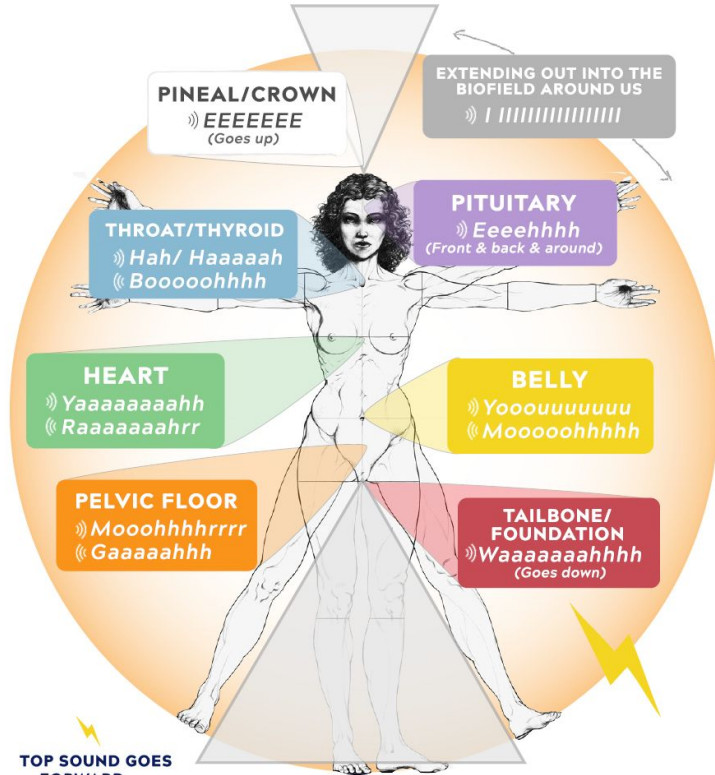 PINEAL/CROWN
EEEEEEE
(Goes up)
EXTENDING OUT INTO THE
BIOFIELD AROUND US
I IIIIIIIIIIIIIIIII
THROAT/THYROID
Hah/ Haaaaah
Booooohhhh
PITUITARY
Eeeehhhh
(Front & back & around)
HEART
Yaaaaaaaaahh
Raaaaaaahrr
BELLY
Yooouuuuuuu
Mooooohhhhh
PELVIC FLOOR
Mooohhhhrrrr
Gaaaaahhh
TAILBONE/
FOUNDATION
Waaaaaaahhhh
(Goes down)
TOP SOUND GOES